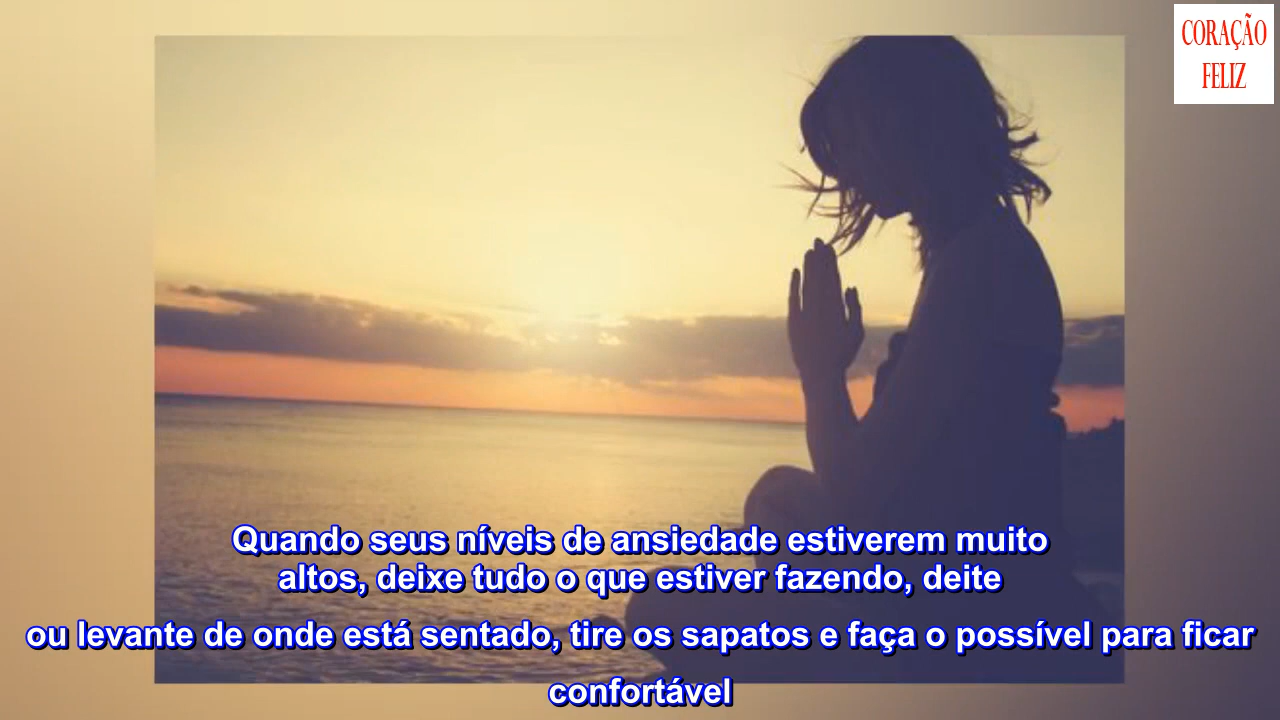 CORAÇÃO
FELIZ
Quando seus níveis de ansiedade estiverem muito
altos, deixe tudo o que estiver fazendo, deite
ou levante de onde está sentado, tire os sapatos e faça o possível para ficar
confortável